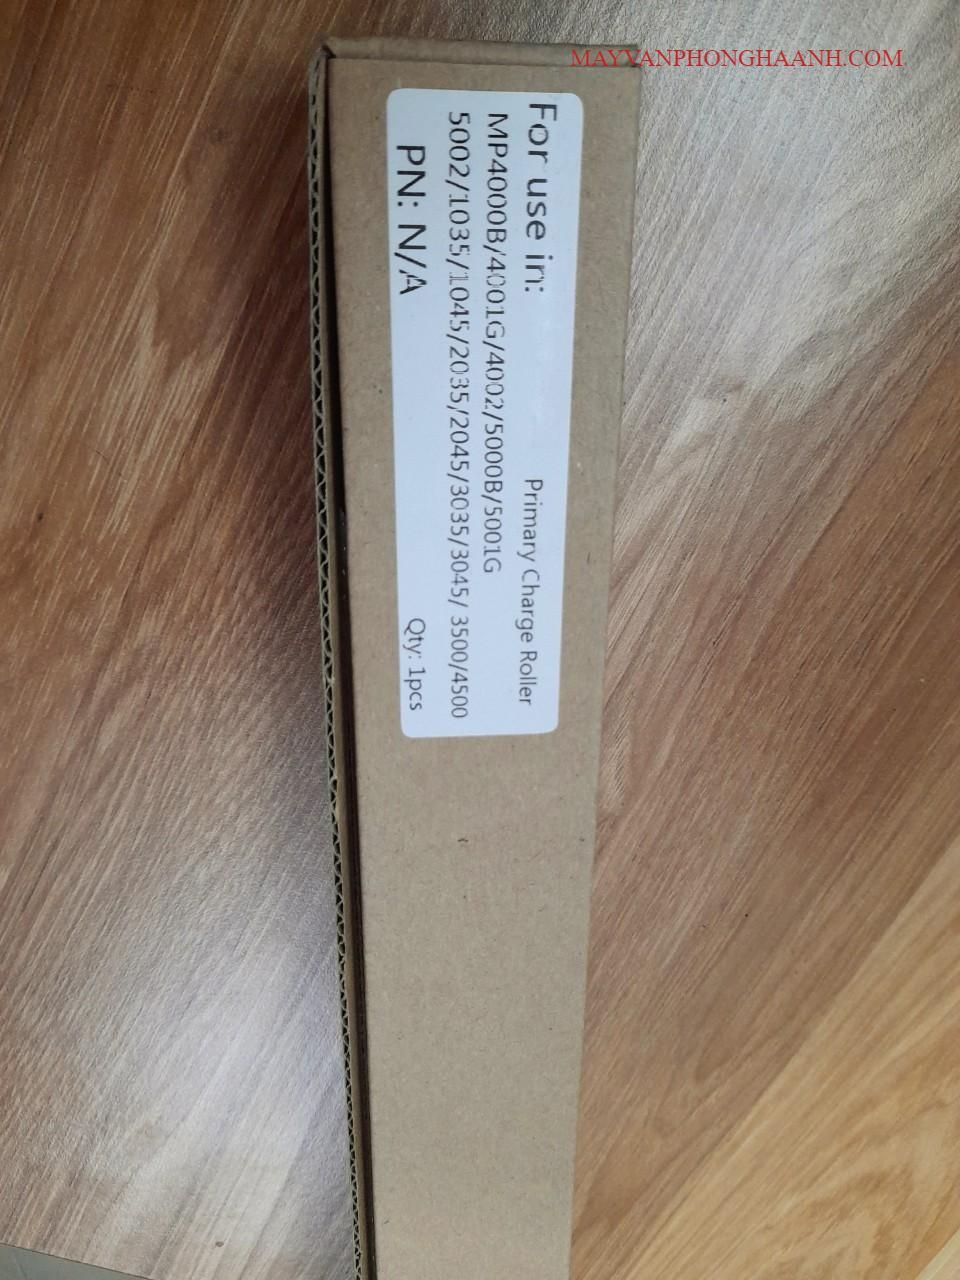 MAYVANPHONGHAANH.COM
For use in: Primary Charge Roller
MP4000B/4001G/4002/5000B/5001G
5002/1035/1045/2035/2045/3035/3045/ 3500/4500
PN: N/A Qty: 1pcs